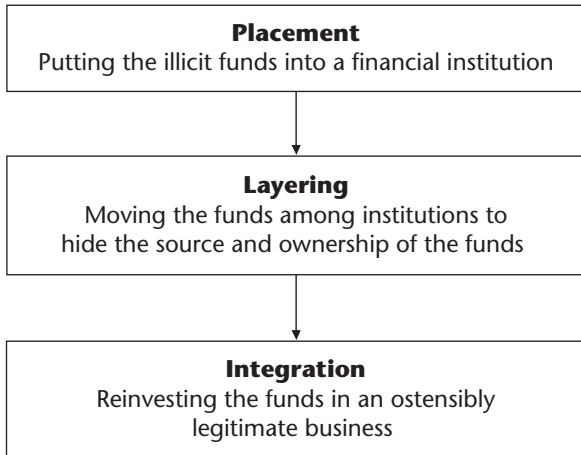 Placement
Putting the illicit funds into a financial institution
Layering
Moving the funds among institutions to
hide the source and ownership of the funds
Integration
Reinvesting the funds in an ostensibly
legitimate business